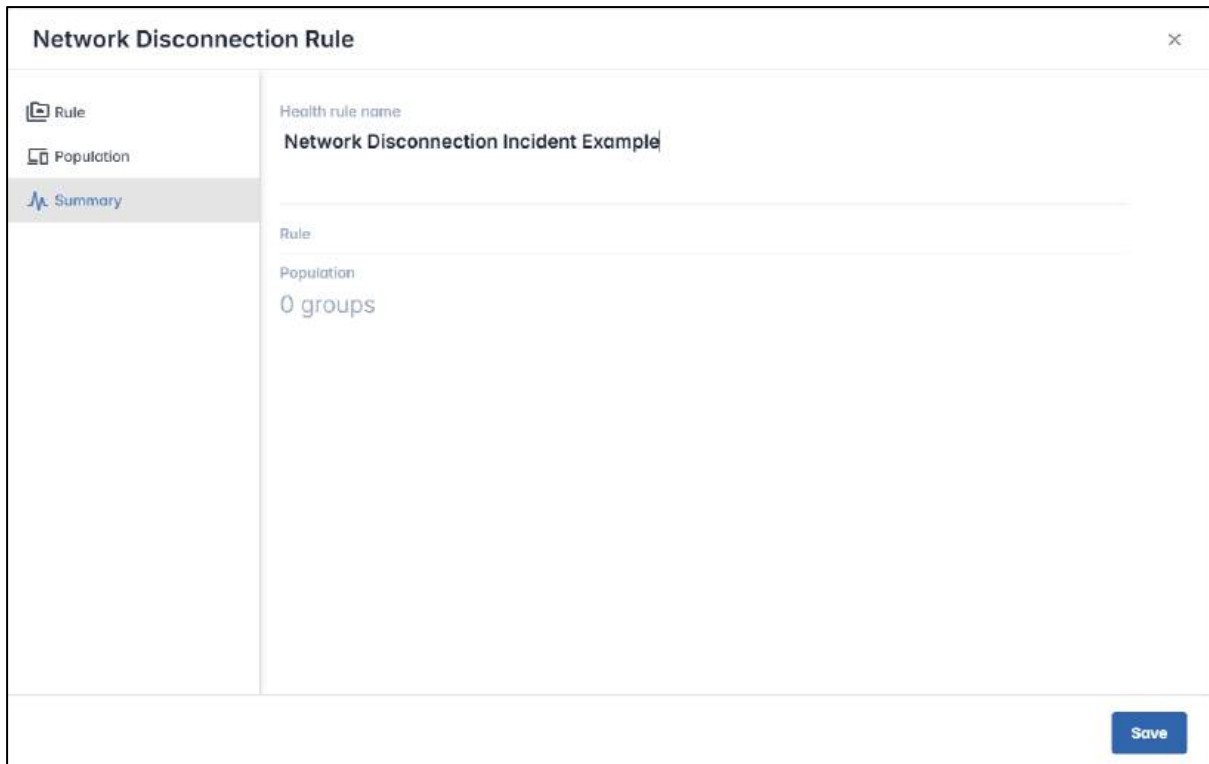 Network Disconnection Rule
Rule
Population
Summary
Health rule name
Network Disconnection Incident Example
Rule
Population
0 groups
Save